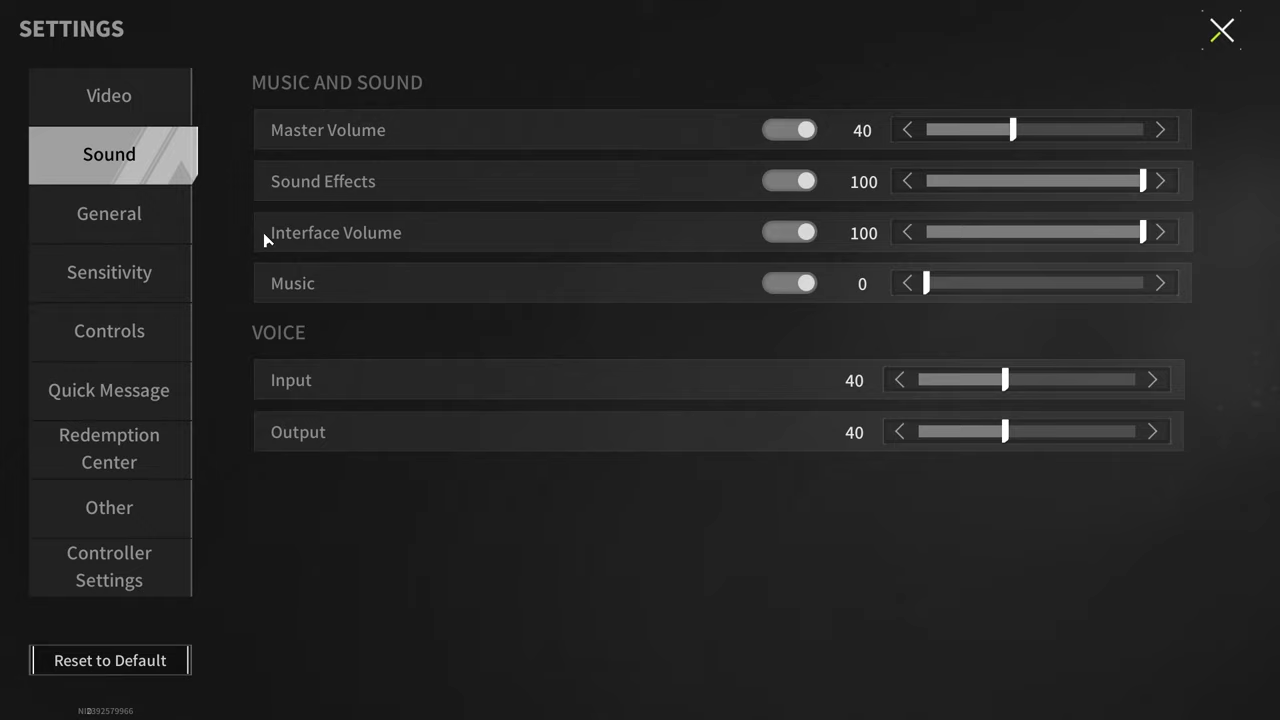 SETTINGS
Video
Sound
General
Sensitivity
Controls
Quick Message
Redemption
Center
Other
Controller
Settings
Reset to Default
MUSIC AND SOUND
Master Volume 40
Sound Effects 100
Interface Volume 100
Music 0
VOICE
Input 40
Output 40